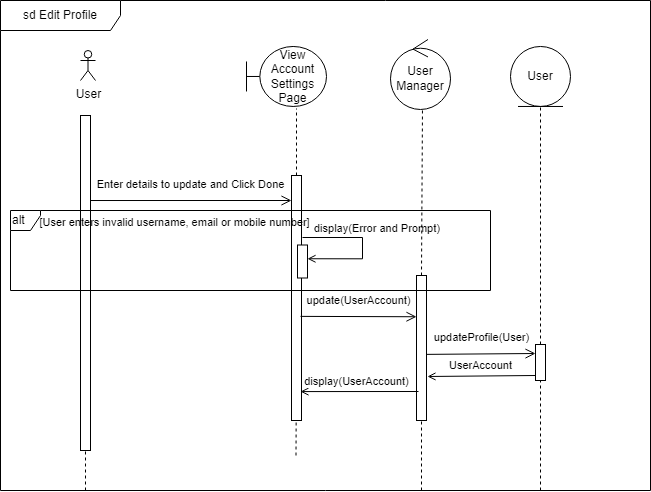 sd Edit Profile
User
View
Account
Settings
Page
User
Manager
User
Enter details to update and Click Done
alt
[User enters invalid username, email or mobile number]
display(Error and Prompt)
update(UserAccount)
updateProfile(User)
UserAccount
display(UserAccount)